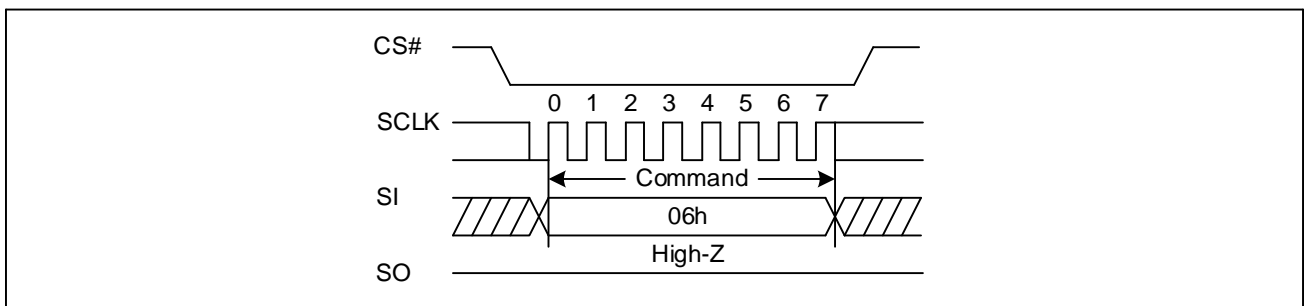 CS#
0 1 2 3 4 5 6 7
SCLK
Command
SI
06h
High-Z
SO